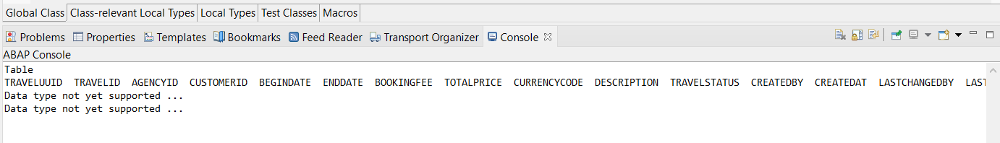 Global Class Class-relevant Local Types Local Types Test Classes Macros
Problems Properties Templates Bookmarks Feed Reader Transport Organizer Console
ABAP Console
Table
TRAVELUUID TRAVELID AGENCYID CUSTOMERID BEGINDATE ENDDATE BOOKINGFEE TOTALPRICE CURRENCYCODE DESCRIPTION TRAVELSTATUS CREATEDBY CREATEDAT LASTCHANGEDBY LAST
Data type not yet supported ...
Data type not yet supported ...